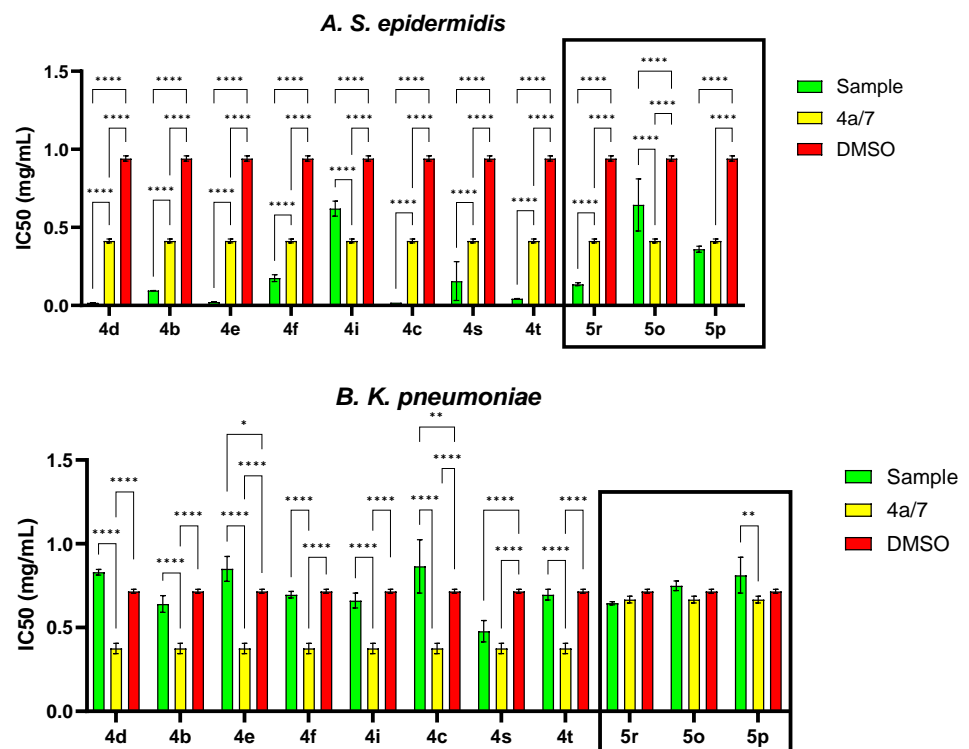 A. S. epidermidis
****
**** **** **** **** **** **** **** **** **** ****
****
**** **** **** **** **** **** **** **** **** ****
****
**** **** **** **** **** **** **** **** ****
IC50 (mg/mL)
1.5
1.0
0.5
0.0
4d 4b 4e 4f 4i 4c 4s 4t 5r 5o 5p
Sample
4a/7
DMSO
B. K. pneumoniae
* **
**** ****
**** **** **** **** **** **** ****
**** **** **** **** **** **** **** **
IC50 (mg/mL)
1.5
1.0
0.5
0.0
4d 4b 4e 4f 4i 4c 4s 4t 5r 5o 5p
Sample
4a/7
DMSO